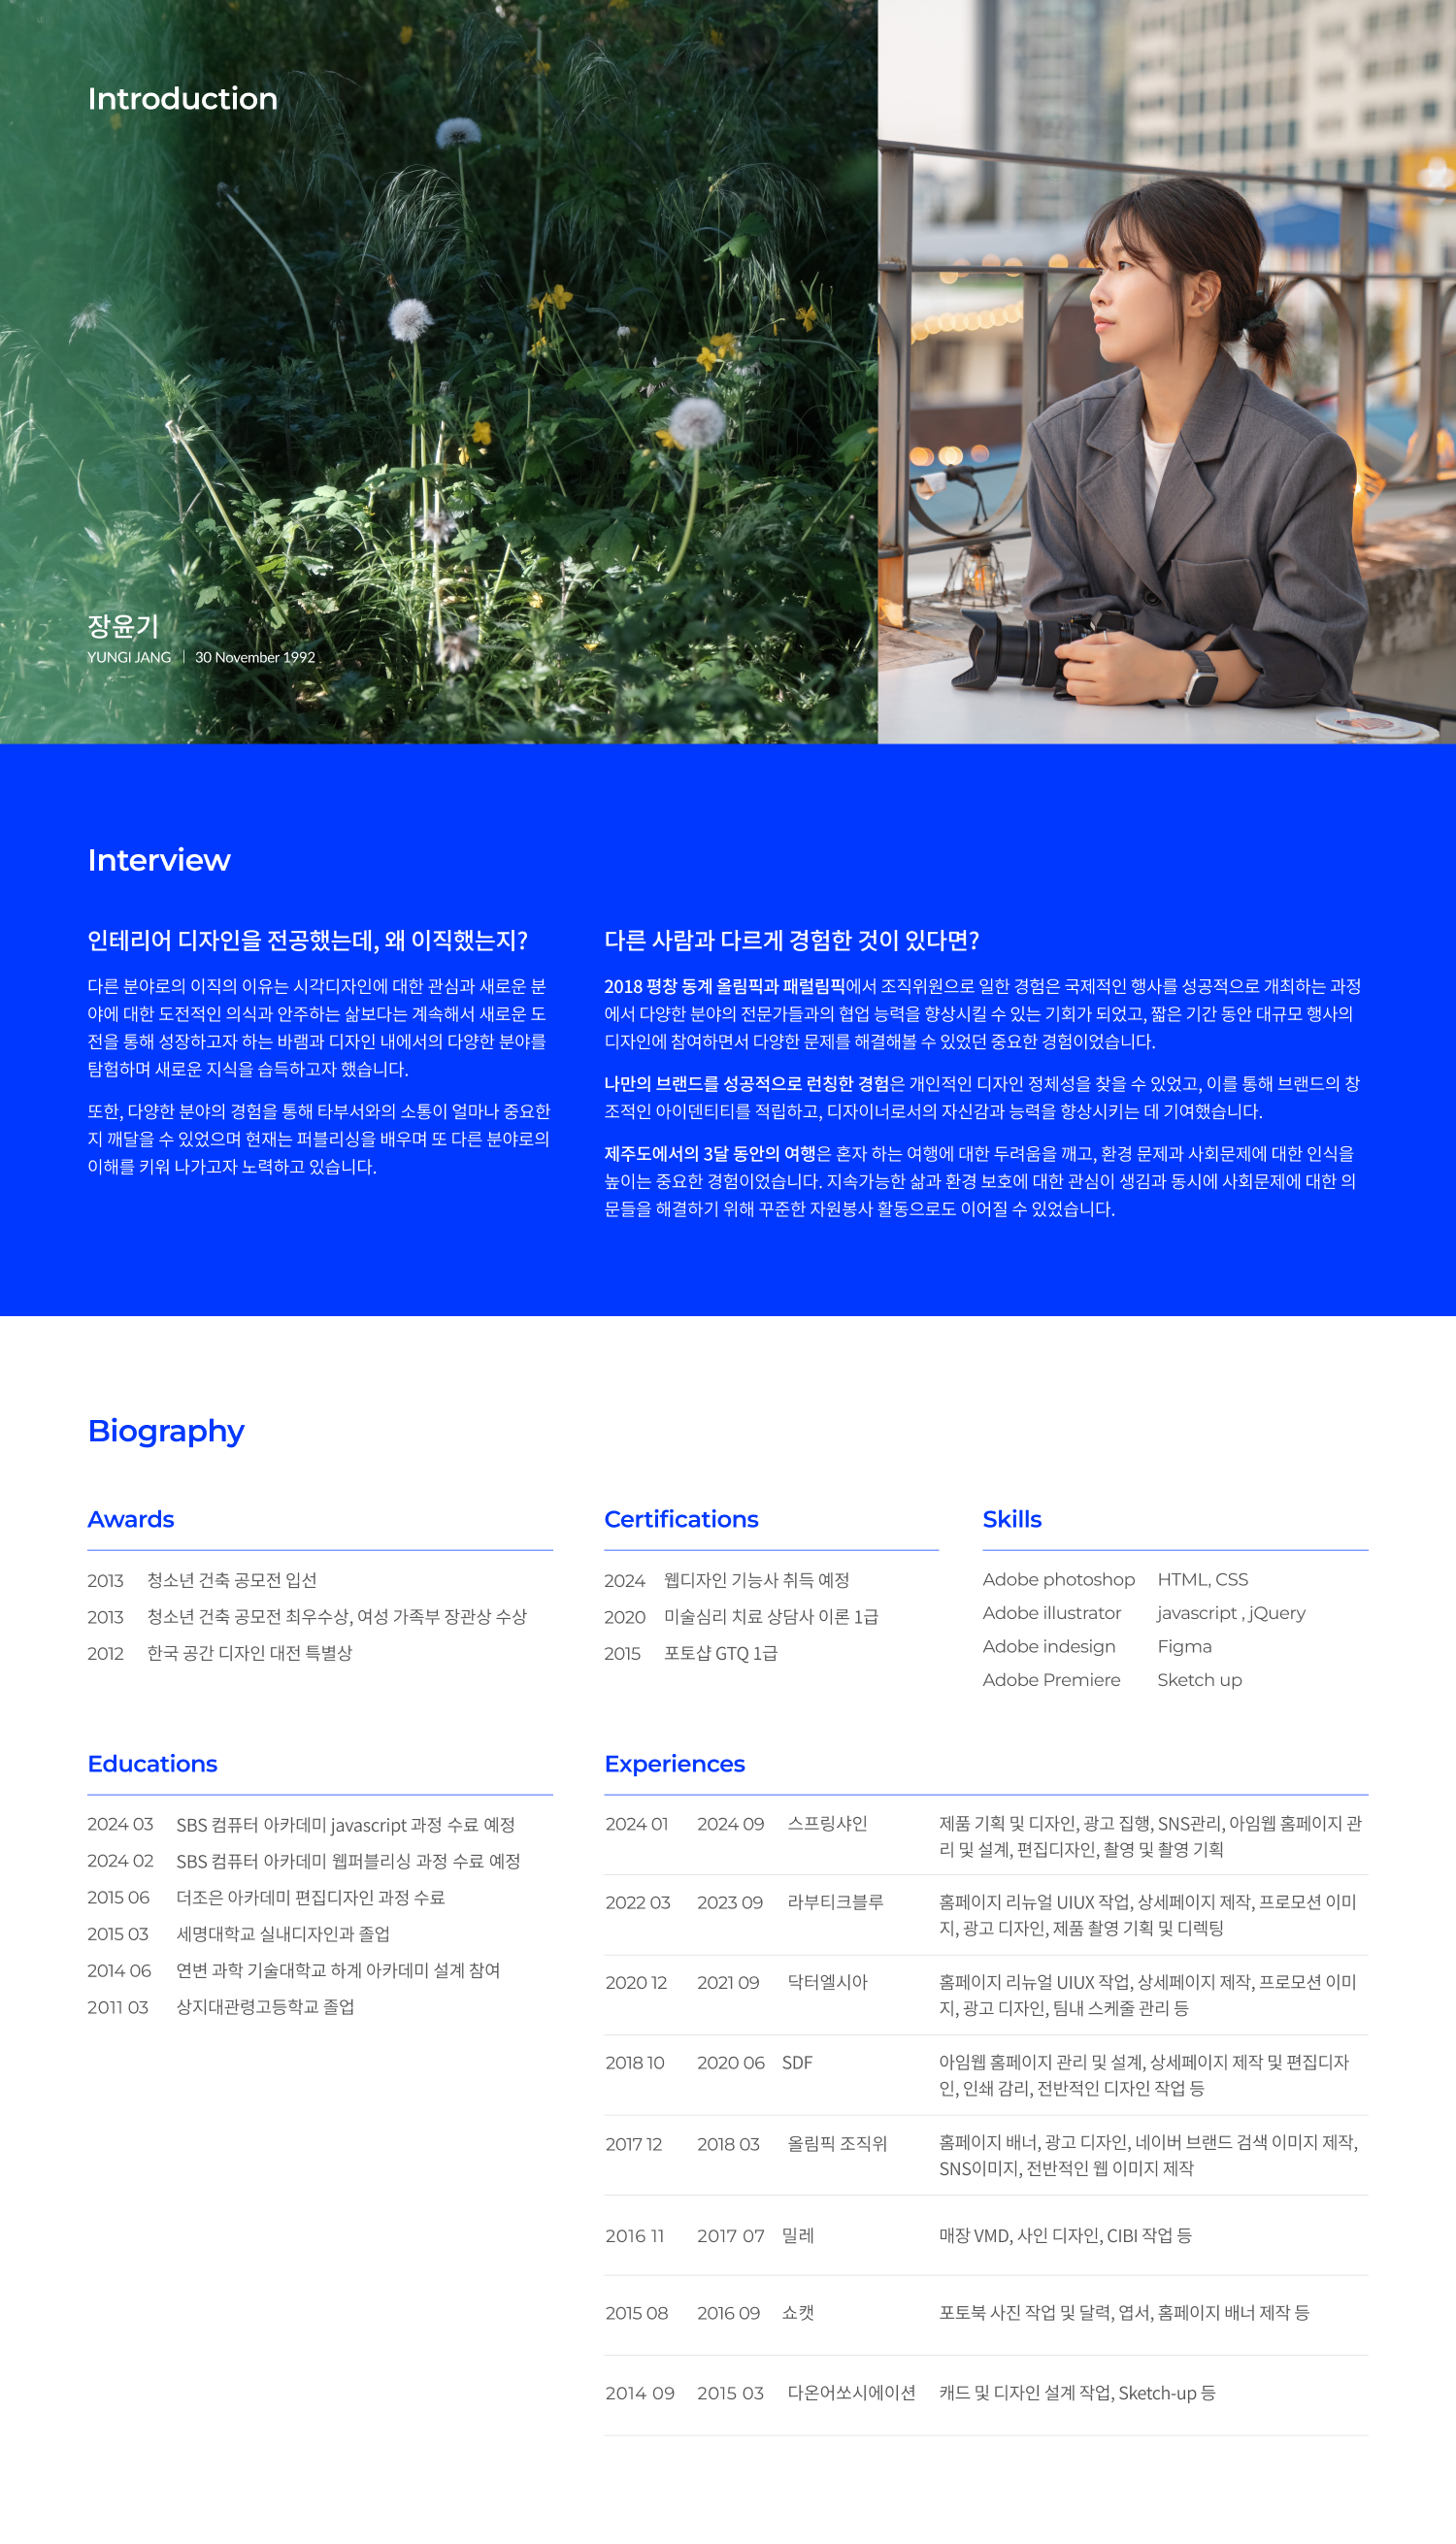 Introduction
장윤기
YUNGI JANG | 30 November 1992
Interview
인테리어 디자인을 전공했는데, 왜 이직했는지?
다른 분야로의 이직의 이유는 시각디자인에 대한 관심과 새로운 분
야에 대한 도전적인 의식과 안주하는 삶보다는 계속해서 새로운 도
전을 통해 성장하고자 하는 바램과 디자인 내에서의 다양한 분야를
탐험하며 새로운 지식을 습득하고자 했습니다.
또한, 다양한 분야의 경험을 통해 타부서와의 소통이 얼마나 중요한
지 깨달을 수 있었으며 현재는 퍼블리싱을 배우며 또 다른 분야로의
이해를 키워 나가고자 노력하고 있습니다.
다른 사람과 다르게 경험한 것이 있다면?
2018 평창 동계 올림픽과 패럴림픽에서 조직위원으로 일한 경험은 국제적인 행사를 성공적으로 개최하는 과정
에서 다양한 분야의 전문가들과의 협업 능력을 향상시킬 수 있는 기회가 되었고, 짧은 기간 동안 대규모 행사의
디자인에 참여하면서 다양한 문제를 해결해볼 수 있었던 중요한 경험이었습니다.
나만의 브랜드를 성공적으로 런칭한 경험은 개인적인 디자인 정체성을 찾을 수 있었고, 이를 통해 브랜드의 창
조적인 아이덴티티를 적립하고, 디자이너로서의 자신감과 능력을 향상시키는 데 기여했습니다.
제주도에서의 3달 동안의 여행은 혼자 하는 여행에 대한 두려움을 깨고, 환경 문제과 사회문제에 대한 인식을
높이는 중요한 경험이었습니다. 지속가능한 삶과 환경 보호에 대한 관심이 생김과 동시에 사회문제에 대한 의
문들을 해결하기 위해 꾸준한 자원봉사 활동으로도 이어질 수 있었습니다.
Biography
Awards
2013 청소년 건축 공모전 입선
2013 청소년 건축 공모전 최우수상, 여성 가족부 장관상 수상
2012 한국 공간 디자인 대전 특별상
Certifications
2024 웹디자인 기능사 취득 예정
2020 미술심리 치료 상담사 이론 1급
2015 포토샵 GTQ 1급
Skills
Adobe photoshop HTML, CSS
Adobe illustrator javascript , jQuery
Adobe indesign Figma
Adobe Premiere Sketch up
Educations
2024 03 SBS 컴퓨터 아카데미 javascript 과정 수료 예정
2024 02 SBS 컴퓨터 아카데미 웹퍼블리싱 과정 수료 예정
2015 06 더조은 아카데미 편집디자인 과정 수료
2015 03 세명대학교 실내디자인과 졸업
2014 06 연변 과학 기술대학교 하계 아카데미 설계 참여
2011 03 상지대관령고등학교 졸업
Experiences
2024 01 2024 09 스프링샤인 제품 기획 및 디자인, 광고 집행, SNS관리, 아임웹 홈페이지 관
리 및 설계, 편집디자인, 촬영 및 촬영 기획
2022 03 2023 09 라부티크블루 홈페이지 리뉴얼 UIUX 작업, 상세페이지 제작, 프로모션 이미
지, 광고 디자인, 제품 촬영 기획 및 디렉팅
2020 12 2021 09 닥터엘시아 홈페이지 리뉴얼 UIUX 작업, 상세페이지 제작, 프로모션 이미
지, 광고 디자인, 팀내 스케줄 관리 등
2018 10 2020 06 SDF 아임웹 홈페이지 관리 및 설계, 상세페이지 제작 및 편집디자
인, 인쇄 감리, 전반적인 디자인 작업 등
2017 12 2018 03 올림픽 조직위 홈페이지 배너, 광고 디자인, 네이버 브랜드 검색 이미지 제작,
SNS이미지, 전반적인 웹 이미지 제작
2016 11 2017 07 밀레 매장 VMD, 사인 디자인, CIBI 작업 등
2015 08 2016 09 쇼캣 포토북 사진 작업 및 달력, 엽서, 홈페이지 배너 제작 등
2014 09 2015 03 다온어쏘시에이션 캐드 및 디자인 설계 작업, Sketch-up 등